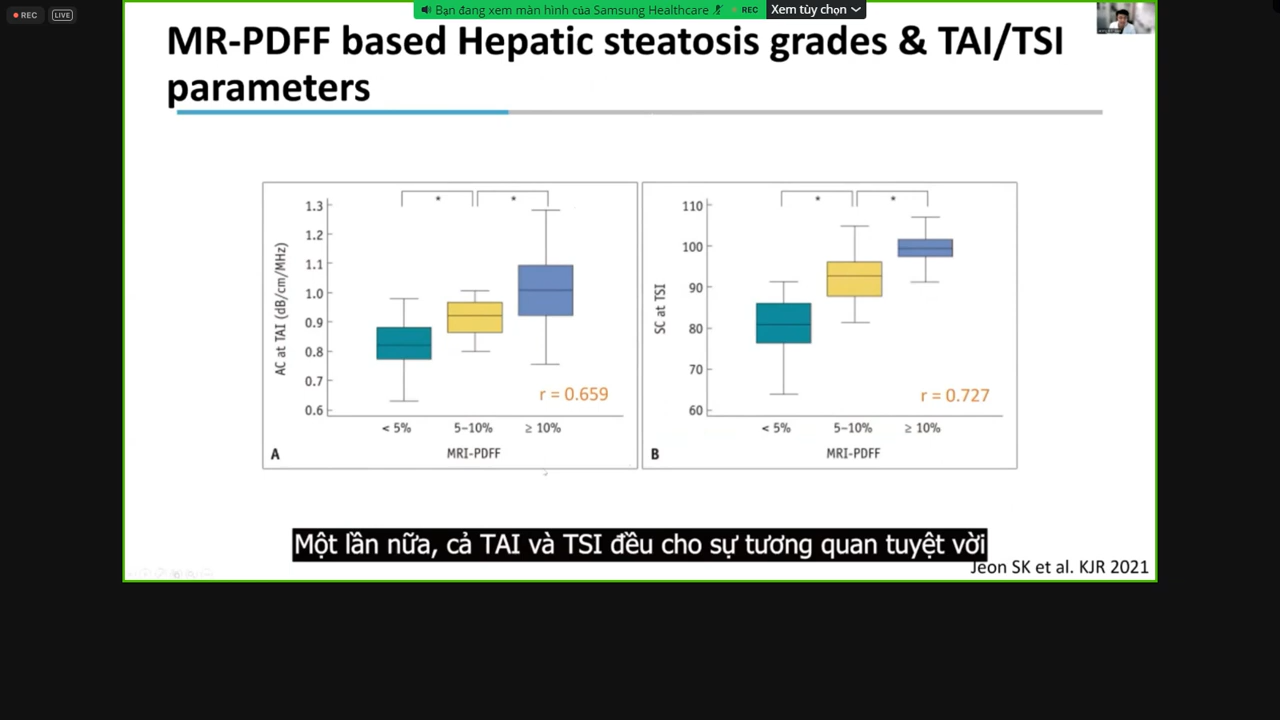 REC
LIVE
Bạn đang xem màn hình của Samsung Healthcare
REC
Xem tùy chọn
MR-PDFF based Hepatic steatosis grades & TAI/TSI
parameters
AC at TAI (dB/cm/MHz)
1.3
1.2
1.1
1.0
0.9
0.8
0.7
0.6
*
*
r = 0.659
< 5%
5–10%
≥ 10%
A
MRI-PDFF
SC at TSI
110
100
90
80
70
60
*
*
r = 0.727
< 5%
5–10%
≥ 10%
B
MRI-PDFF
Một lần nữa, cả TAI và TSI đều cho sự tương quan tuyệt vời
Jeon SK et al. KJR 2021